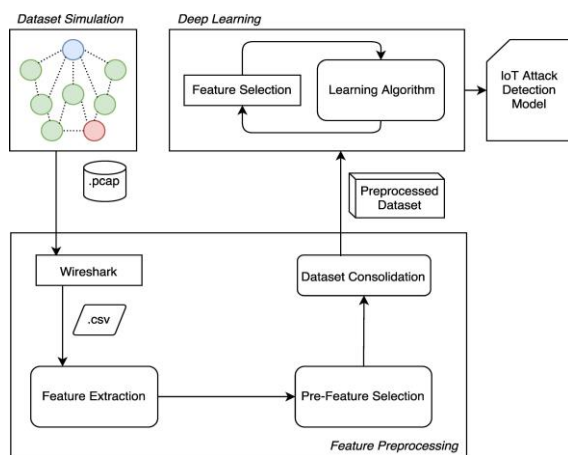 Dataset Simulation
Deep Learning
Feature Selection
Learning Algorithm
IoT Attack
Detection
Model
.pcap
Preprocessed
Dataset
Wireshark
Dataset Consolidation
.csv
Feature Extraction
Pre-Feature Selection
Feature Preprocessing